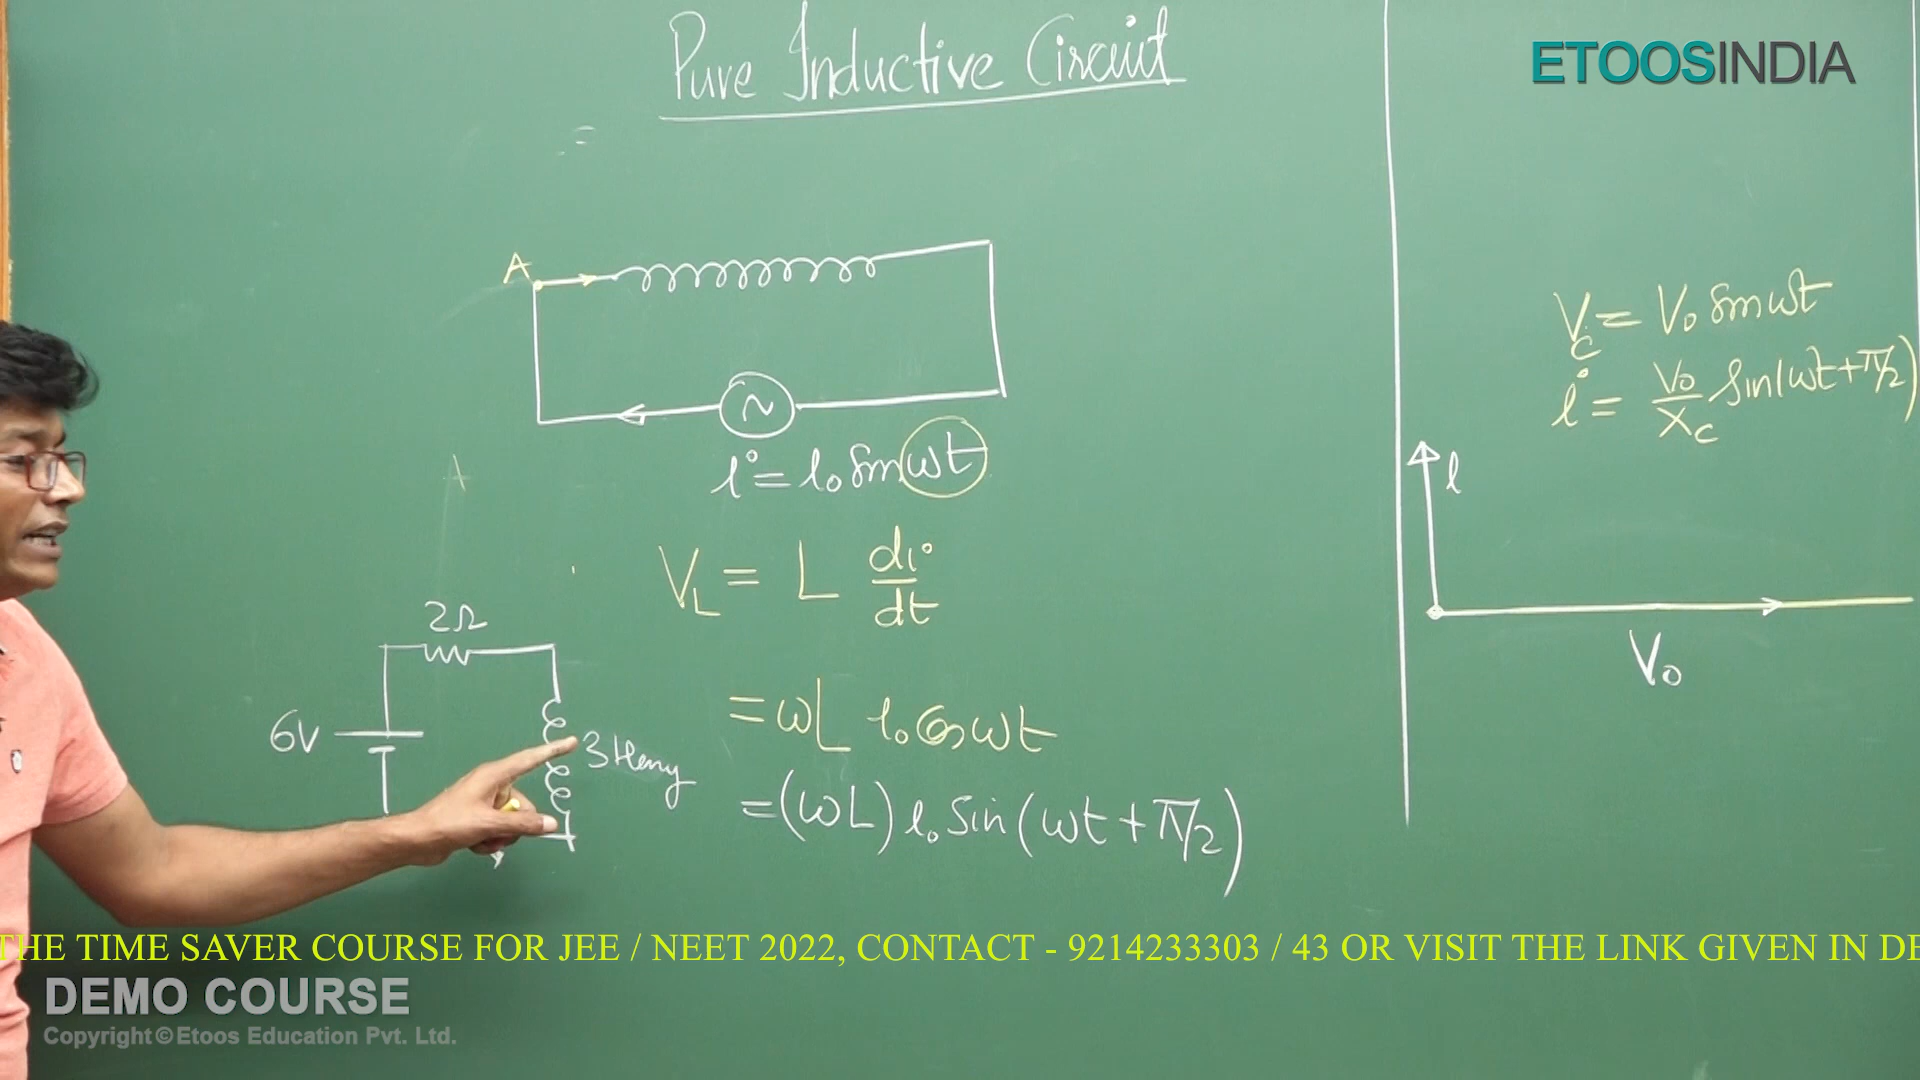 Pure Inductive Circuit
ETOOSINDIA
A
i = i₀ sin ωt
V_L = L di/dt
= ωL i₀ cos ωt
= (ωL) i₀ sin (ωt + π/2)
2Ω
6V
3 Henry
V_C = V₀ sin ωt
i = V₀/X_C sin(ωt + π/2)
i
V₀
THE TIME SAVER COURSE FOR JEE / NEET 2022, CONTACT - 9214233303 / 43 OR VISIT THE LINK GIVEN IN DE
DEMO COURSE
Copyright © Etoos Education Pvt. Ltd.